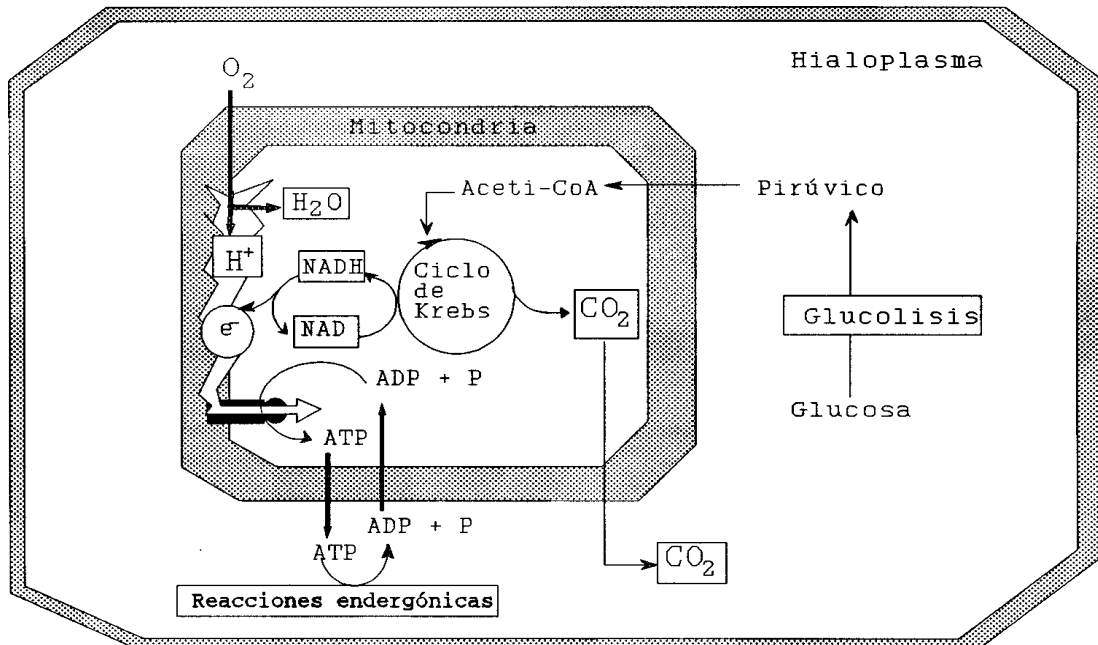 Hialoplasma
O2
Mitocondria
Aceti-CoA
Pirúvico
H2O
H+
NADH
Ciclo
de
Krebs
CO2
Glucolisis
e-
NAD
ADP + P
Glucosa
ATP
ADP + P
ATP
CO2
Reacciones endergónicas